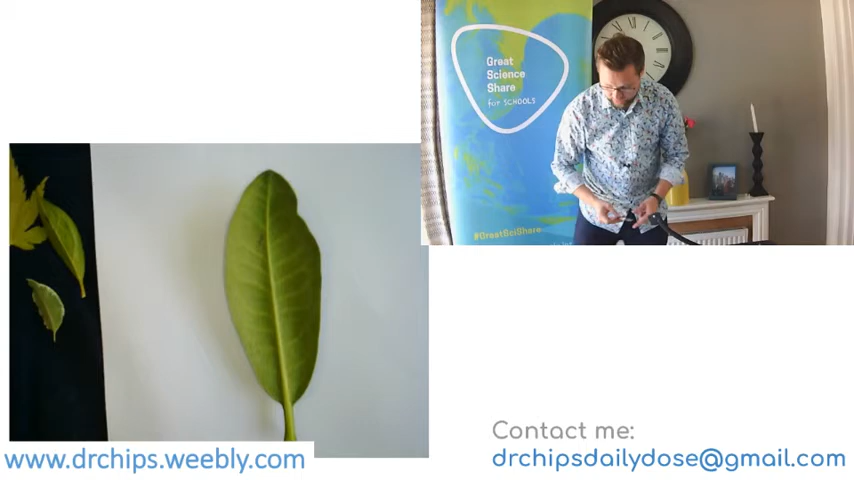 Great
Science
Share
for SCHOOLS
#GreatSciShare
Contact me:
www.drchips.weebly.com
drchipsdailydose@gmail.com